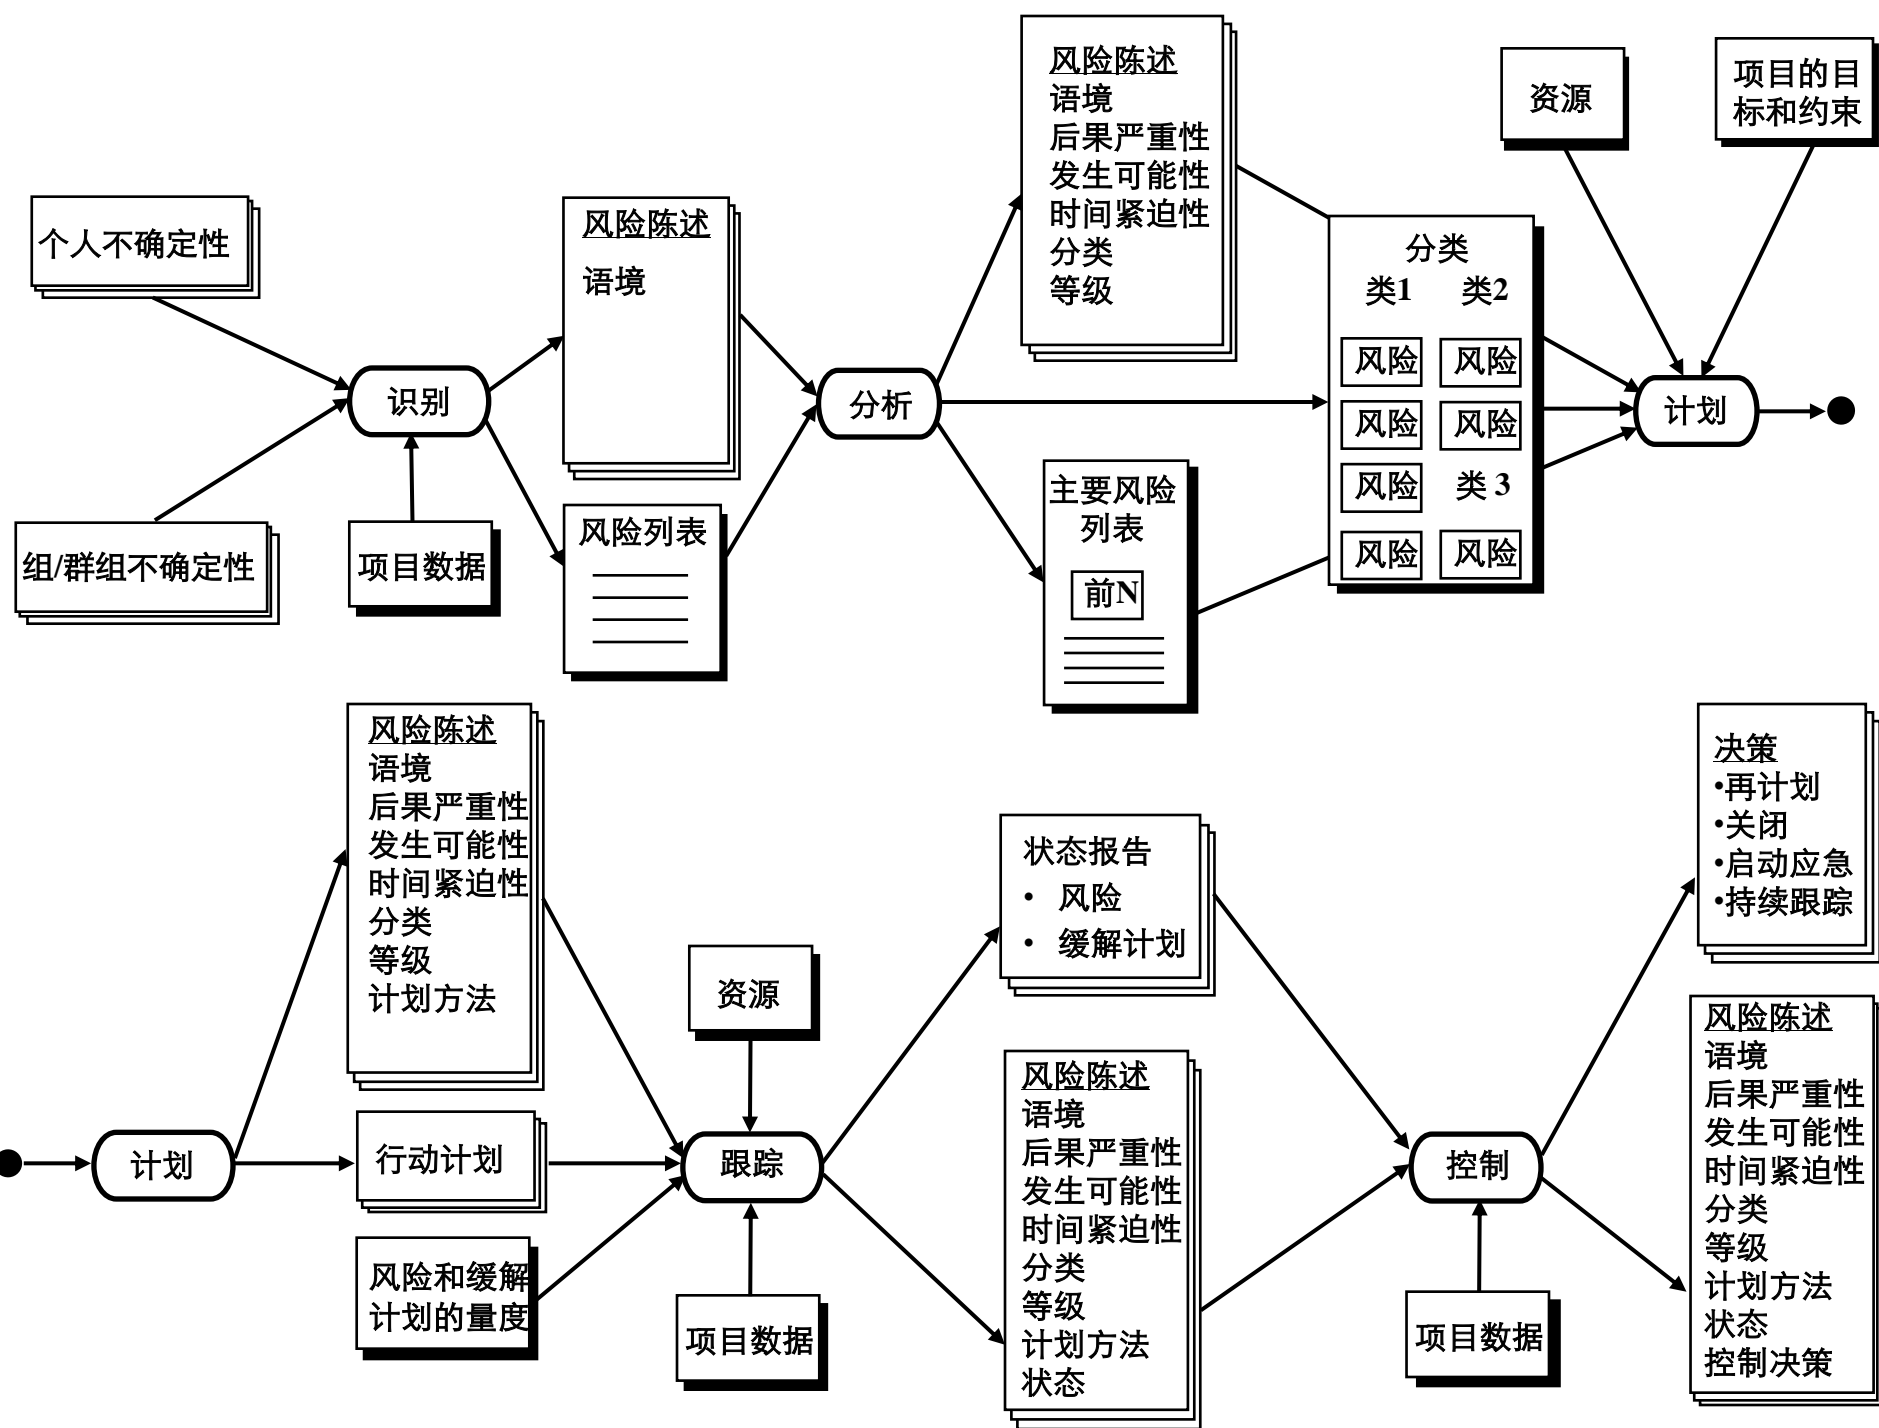 个人不确定性
组/群组不确定性
识别
项目数据
风险陈述
语境
风险列表
分析
风险陈述
语境
后果严重性
发生可能性
时间紧迫性
分类
等级
主要风险
列表
前N
分类
类1 类2
风险 风险
风险 风险
风险 类 3
风险 风险
资源
项目的目
标和约束
计划
计划
风险陈述
语境
后果严重性
发生可能性
时间紧迫性
分类
等级
计划方法
行动计划
风险和缓解
计划的量度
资源
跟踪
项目数据
状态报告
• 风险
• 缓解计划
风险陈述
语境
后果严重性
发生可能性
时间紧迫性
分类
等级
计划方法
状态
控制
项目数据
决策
•再计划
•关闭
•启动应急
•持续跟踪
风险陈述
语境
后果严重性
发生可能性
时间紧迫性
分类
等级
计划方法
状态
控制决策